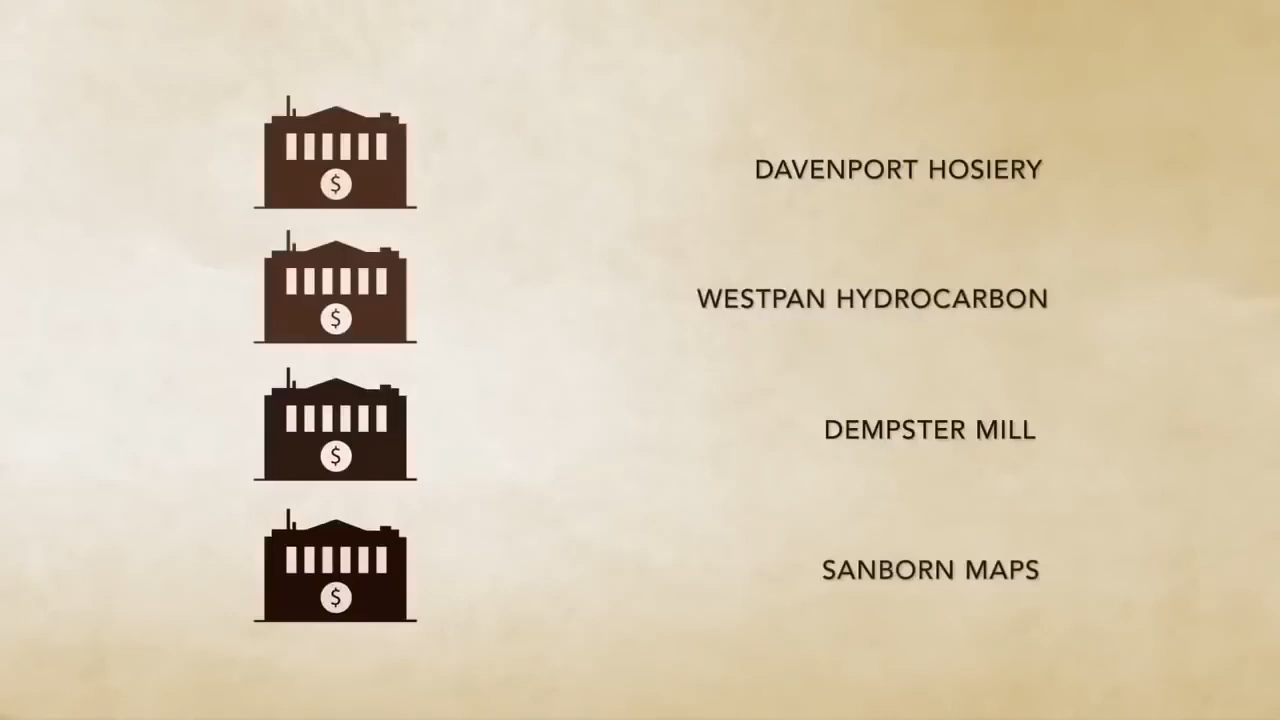 $
DAVENPORT HOSIERY
$
WESTPAN HYDROCARBON
$
DEMPSTER MILL
$
SANBORN MAPS